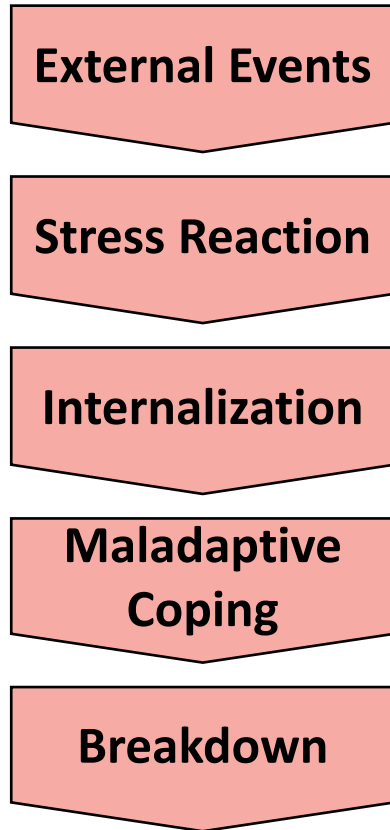 External Events
Stress Reaction
Internalization
Maladaptive
Coping
Breakdown